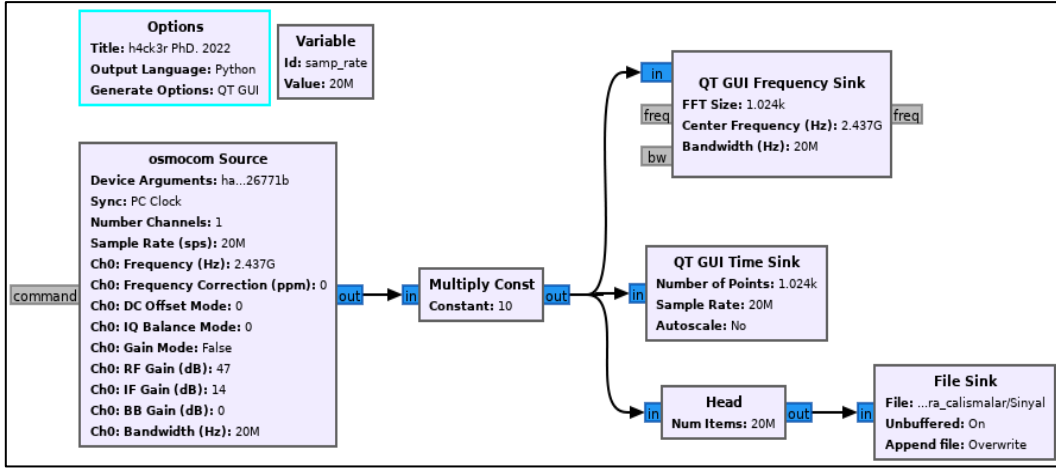 Options
Title: h4ck3r PhD. 2022
Output Language: Python
Generate Options: QT GUI
Variable
Id: samp_rate
Value: 20M
osmocom Source
Device Arguments: ha...26771b
Sync: PC Clock
Number Channels: 1
Sample Rate (sps): 20M
Ch0: Frequency (Hz): 2.437G
Ch0: Frequency Correction (ppm): 0
Ch0: DC Offset Mode: 0
Ch0: IQ Balance Mode: 0
Ch0: Gain Mode: False
Ch0: RF Gain (dB): 47
Ch0: IF Gain (dB): 14
Ch0: BB Gain (dB): 0
Ch0: Bandwidth (Hz): 20M
command
out
in
Multiply Const
Constant: 10
out
in
freq
bw
QT GUI Frequency Sink
FFT Size: 1.024k
Center Frequency (Hz): 2.437G
Bandwidth (Hz): 20M
freq
in
QT GUI Time Sink
Number of Points: 1.024k
Sample Rate: 20M
Autoscale: No
in
Head
Num Items: 20M
out
in
File Sink
File: ...ra_calismalar/Sinyal
Unbuffered: On
Append file: Overwrite